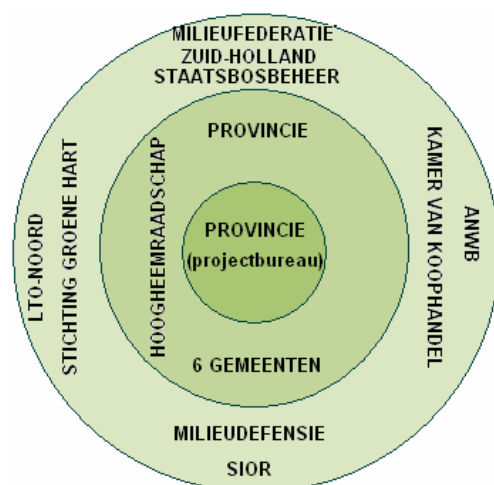 MILIEUFEDERATIE
ZUID-HOLLAND
STAATSBOSBEHEER
PROVINCIE
HOOGHEEMRAADSCHAP
PROVINCIE
(projectbureau)
6 GEMEENTEN
LTO-NOORD
STICHTING GROENE HART
KAMER VAN KOOPHANDEL
ANWB
MILIEUDEFENSIE
SIOR